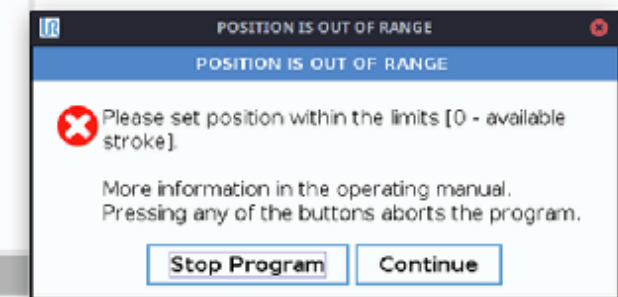 UR
POSITION IS OUT OF RANGE
POSITION IS OUT OF RANGE
Please set position within the limits [0 - available
stroke].
More information in the operating manual.
Pressing any of the buttons aborts the program.
Stop Program
Continue